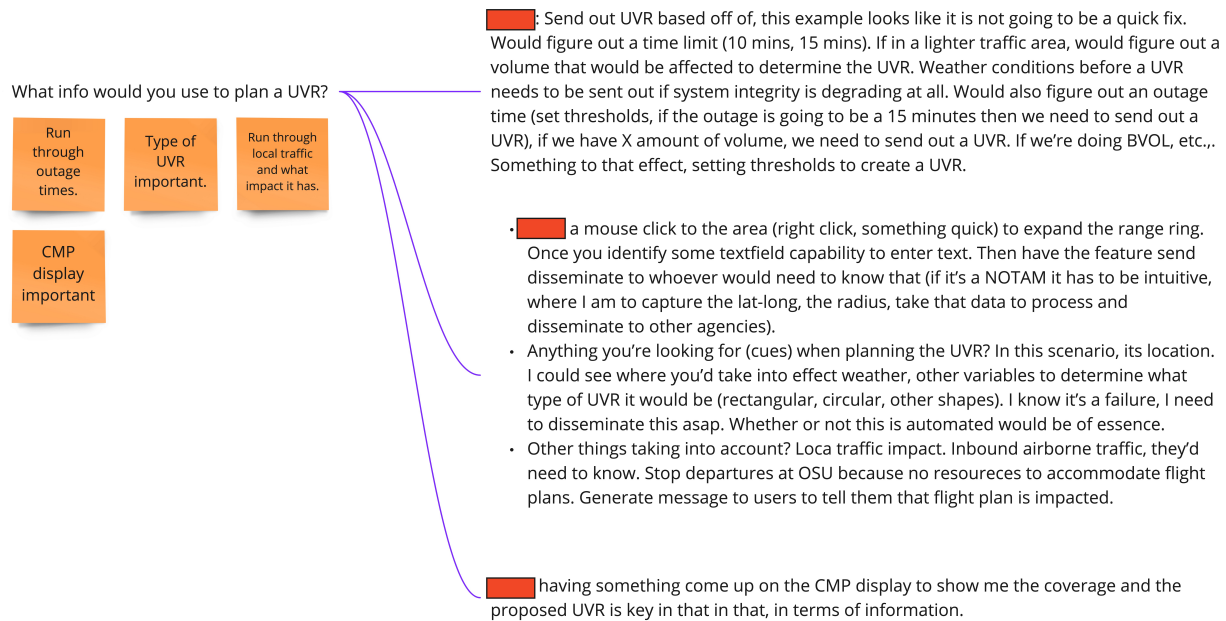 What info would you use to plan a UVR?
Run
through
outage
times.
Type of
UVR
important.
Run through
local traffic
and what
impact it has.
CMP
display
important
: Send out UVR based off of, this example looks like it is not going to be a quick fix.
Would figure out a time limit (10 mins, 15 mins). If in a lighter traffic area, would figure out a
volume that would be affected to determine the UVR. Weather conditions before a UVR
needs to be sent out if system integrity is degrading at all. Would also figure out an outage
time (set thresholds, if the outage is going to be a 15 minutes then we need to send out a
UVR), if we have X amount of volume, we need to send out a UVR. If we’re doing BVOL, etc.,.
Something to that effect, setting thresholds to create a UVR.
• a mouse click to the area (right click, something quick) to expand the range ring.
Once you identify some textfield capability to enter text. Then have the feature send
disseminate to whoever would need to know that (if it’s a NOTAM it has to be intuitive,
where I am to capture the lat-long, the radius, take that data to process and
disseminate to other agencies).
• Anything you’re looking for (cues) when planning the UVR? In this scenario, its location.
I could see where you’d take into effect weather, other variables to determine what
type of UVR it would be (rectangular, circular, other shapes). I know it’s a failure, I need
to disseminate this asap. Whether or not this is automated would be of essence.
• Other things taking into account? Loca traffic impact. Inbound airborne traffic, they’d
need to know. Stop departures at OSU because no resoureces to accommodate flight
plans. Generate message to users to tell them that flight plan is impacted.
having something come up on the CMP display to show me the coverage and the
proposed UVR is key in that in that, in terms of information.